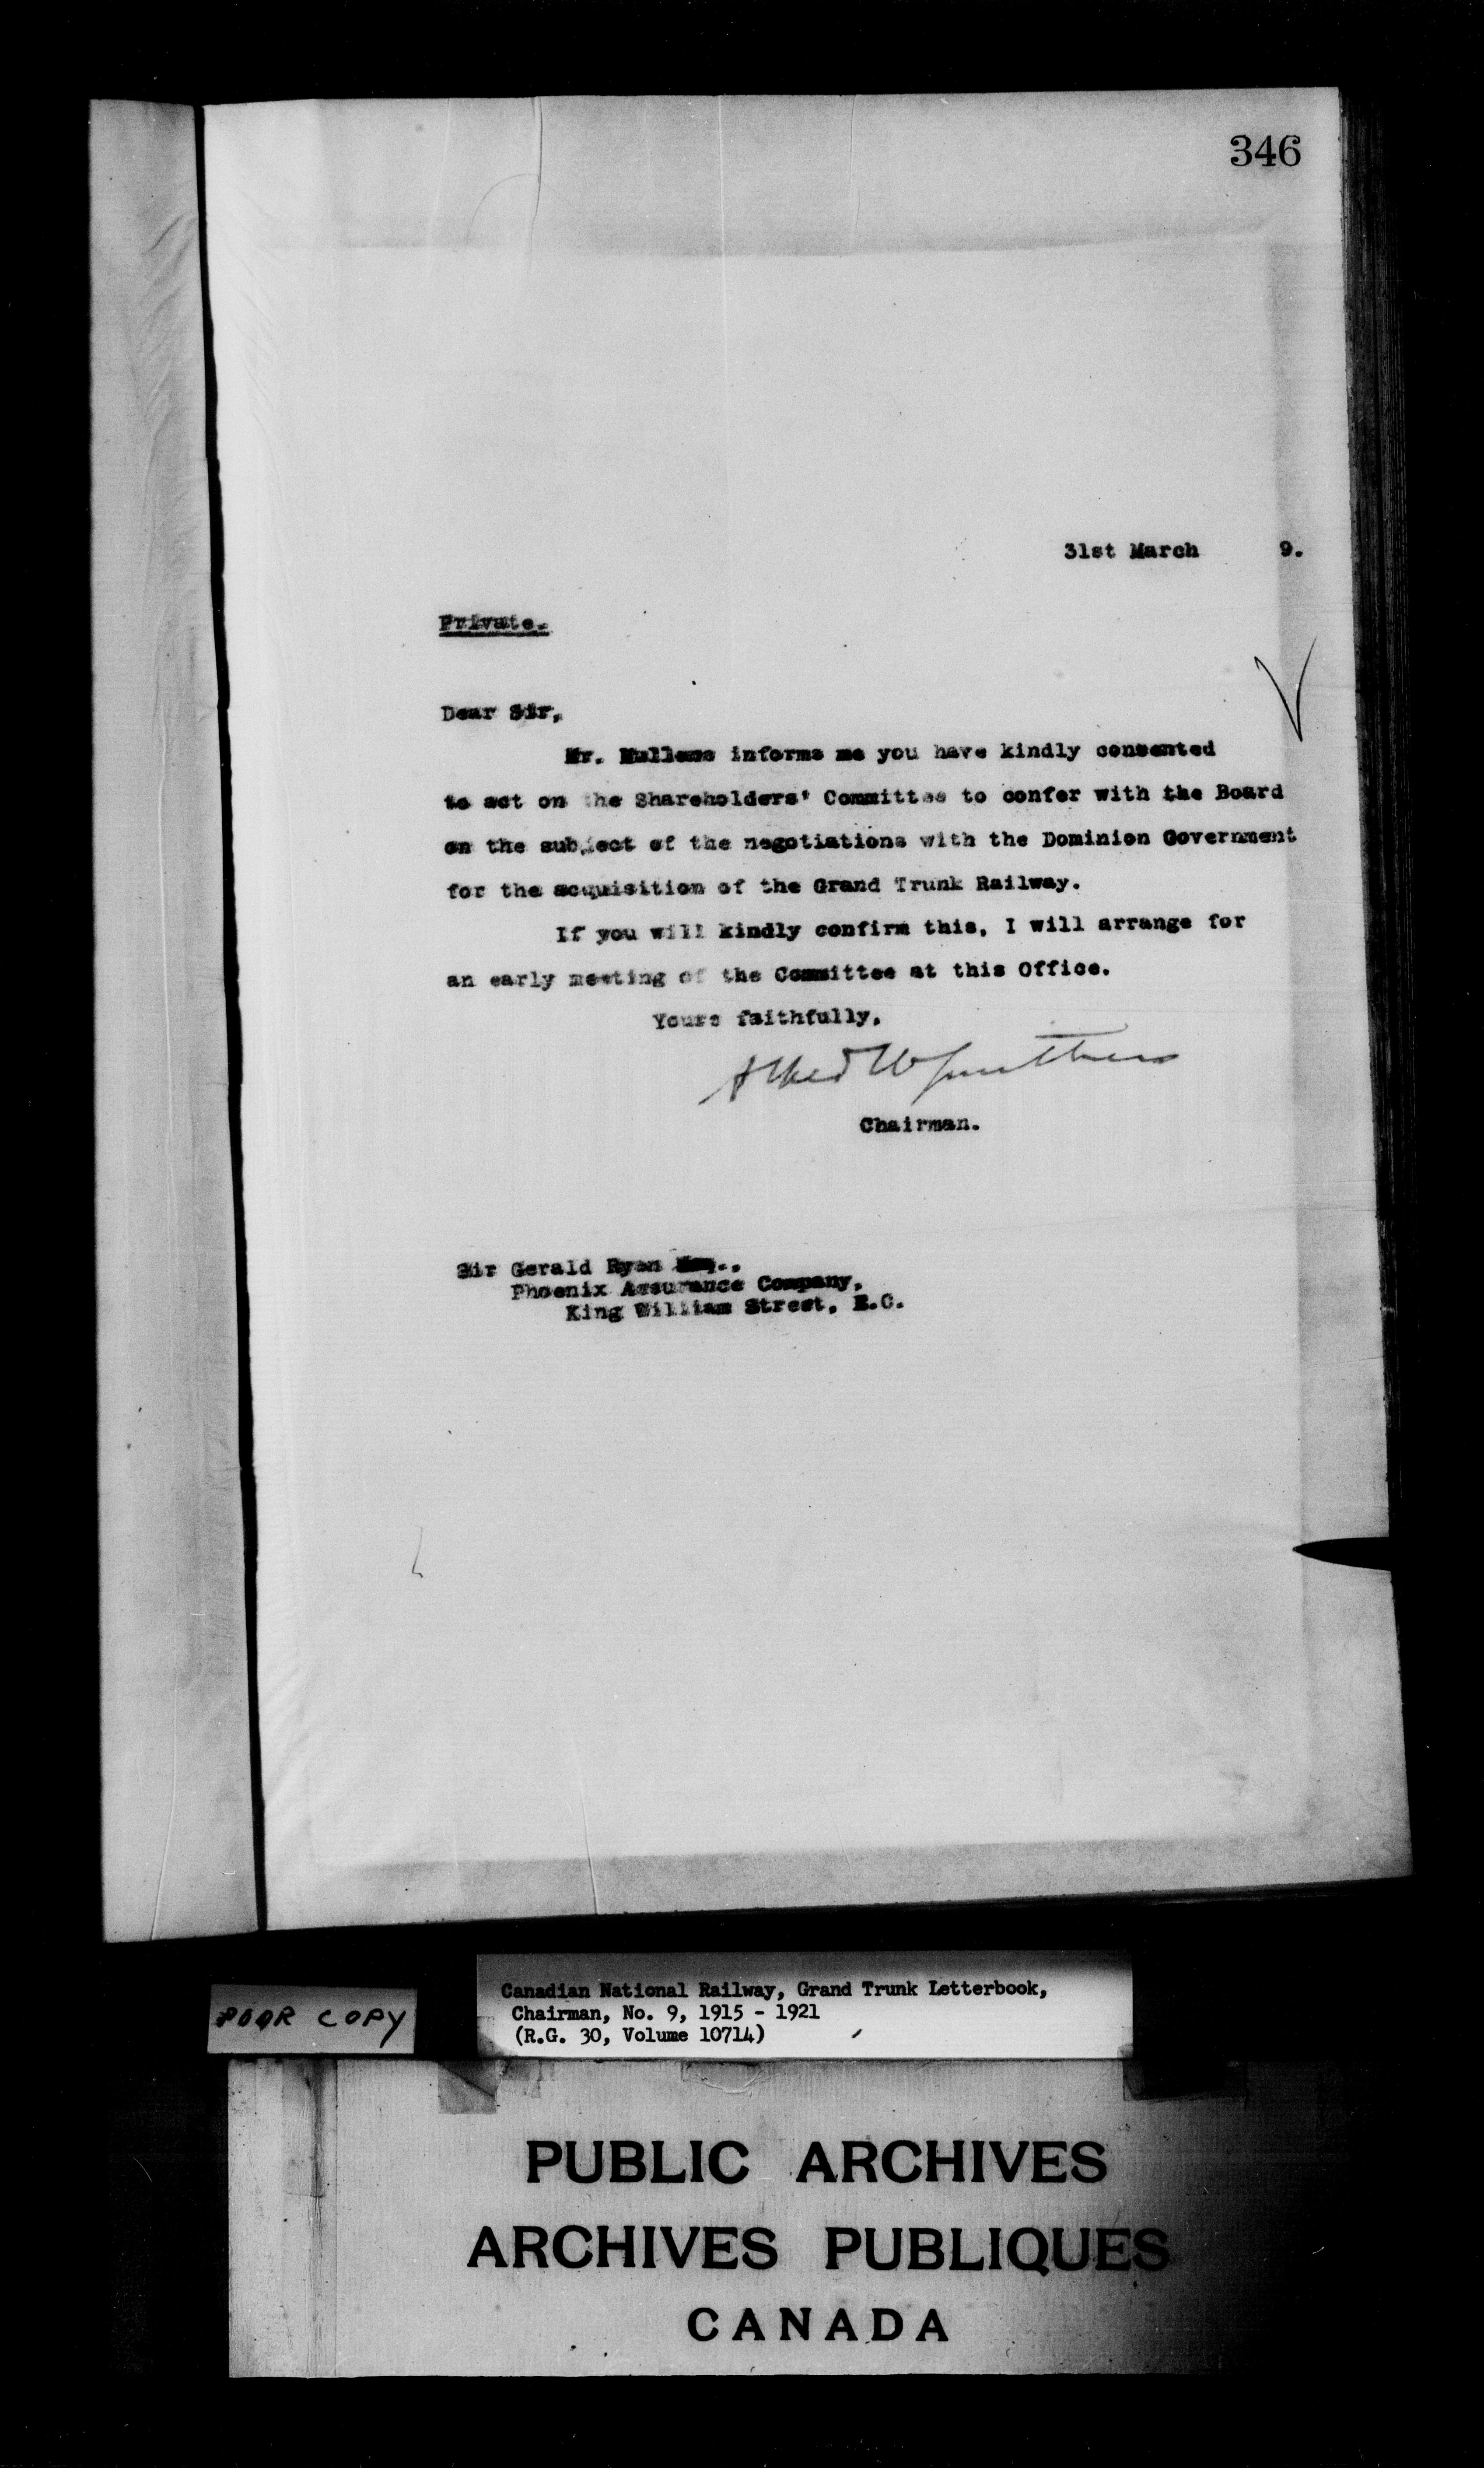 346
31st March 9.
Private.
Dear Sir,
Mr. Mullens informs me you have kindly consented
to act on the Shareholders' Committee to confer with the Board
on the subject of the negotiations with the Dominion Government
for the acquisition of the Grand Trunk Railway.
If you will kindly confirm this, I will arrange for
an early meeting of the Committee at this Office.
Yours faithfully,
Alfred W Smithers
Chairman.
Sir Gerald Ryan
Phoenix Assurance Company,
King William Street, E.C.
POOR COPY
Canadian National Railway, Grand Trunk Letterbook,
Chairman, No. 9, 1915 - 1921
(R.G. 30, Volume 10714)
PUBLIC ARCHIVES
ARCHIVES PUBLIQUES
CANADA